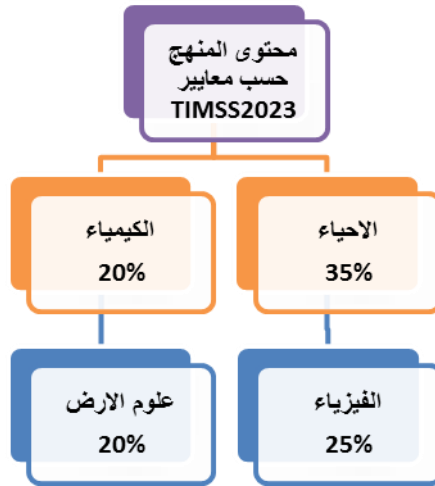 محتوى المنهج
حسب معايير
TIMSS2023
الاحياء
35%
الكيمياء
20%
الفيزياء
25%
علوم الارض
20%